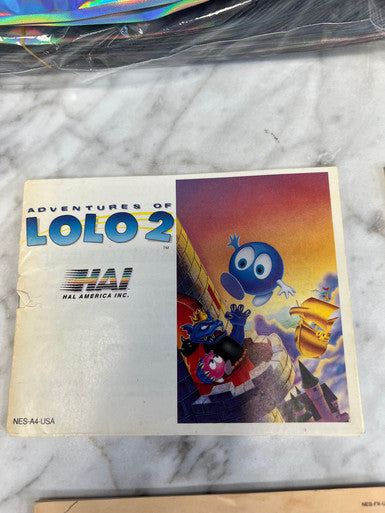 ADVENTURES OF
LOLO 2
TM
HAL
HAL AMERICA INC.
NES-A4-USA